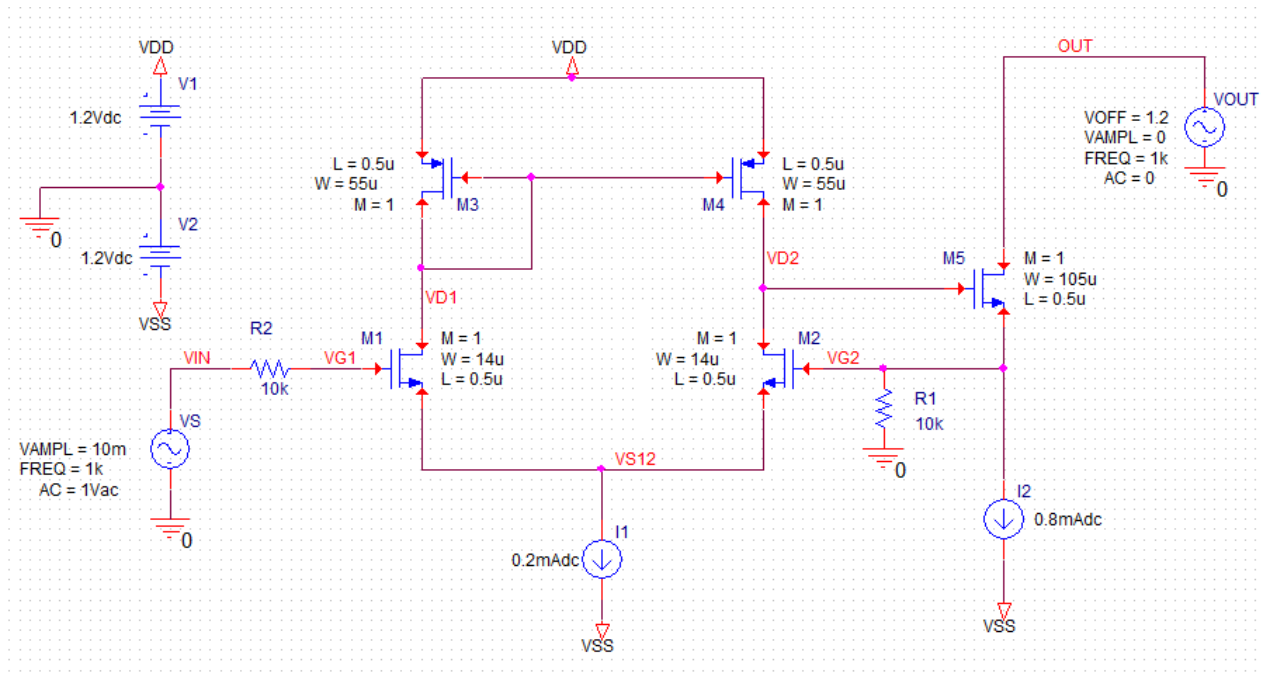 VDD
V1
1.2Vdc
0
V2
1.2Vdc
VSS
VDD
L = 0.5u
W = 55u
M = 1
M3
L = 0.5u
W = 55u
M = 1
M4
OUT
VOUT
VOFF = 1.2
VAMPL = 0
FREQ = 1k
AC = 0
0
VD1
VD2
M5
M = 1
W = 105u
L = 0.5u
R2
VIN
VG1
10k
M1
M = 1
W = 14u
L = 0.5u
M = 1
W = 14u
L = 0.5u
M2
VG2
R1
10k
0
VS
VAMPL = 10m
FREQ = 1k
AC = 1Vac
0
VS12
I1
0.2mAdc
VSS
I2
0.8mAdc
VSS